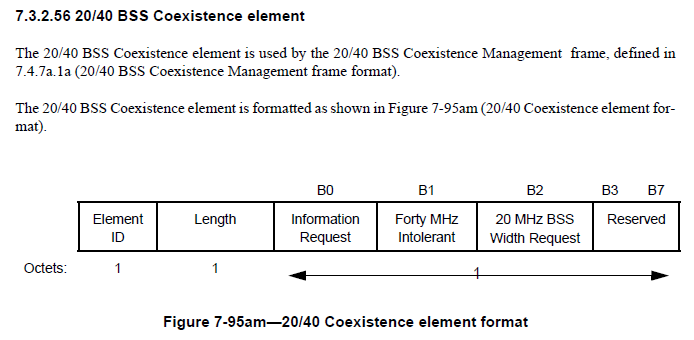 7.3.2.56 20/40 BSS Coexistence element
The 20/40 BSS Coexistence element is used by the 20/40 BSS Coexistence Management frame, defined in
7.4.7a.1a (20/40 BSS Coexistence Management frame format).
The 20/40 BSS Coexistence element is formatted as shown in Figure 7-95am (20/40 Coexistence element for-
mat).
B0 B1 B2 B3 B7
Element Length Information Forty MHz 20 MHz BSS Reserved
ID Request Intolerant Width Request
Octets: 1 1 1
Figure 7-95am—20/40 Coexistence element format